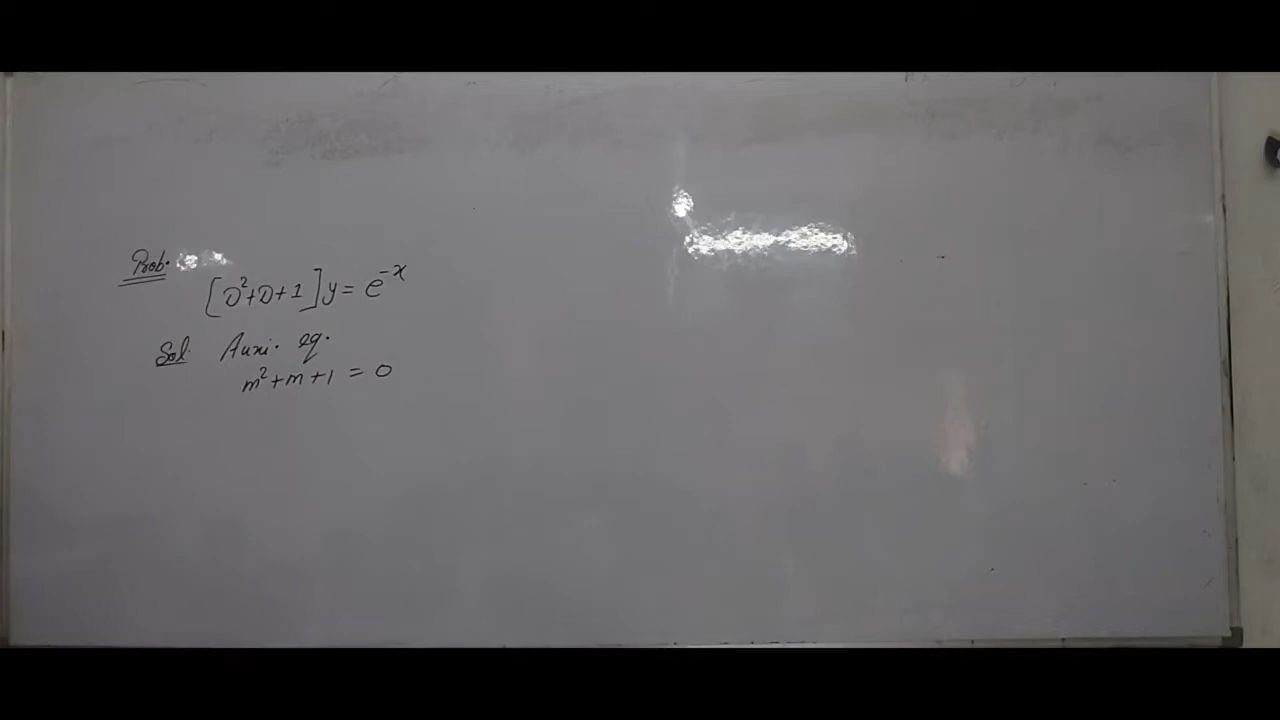 Prob.
[D²+D+1]y = e⁻ˣ
Sol. Auxi. eq.
m²+m+1 = 0